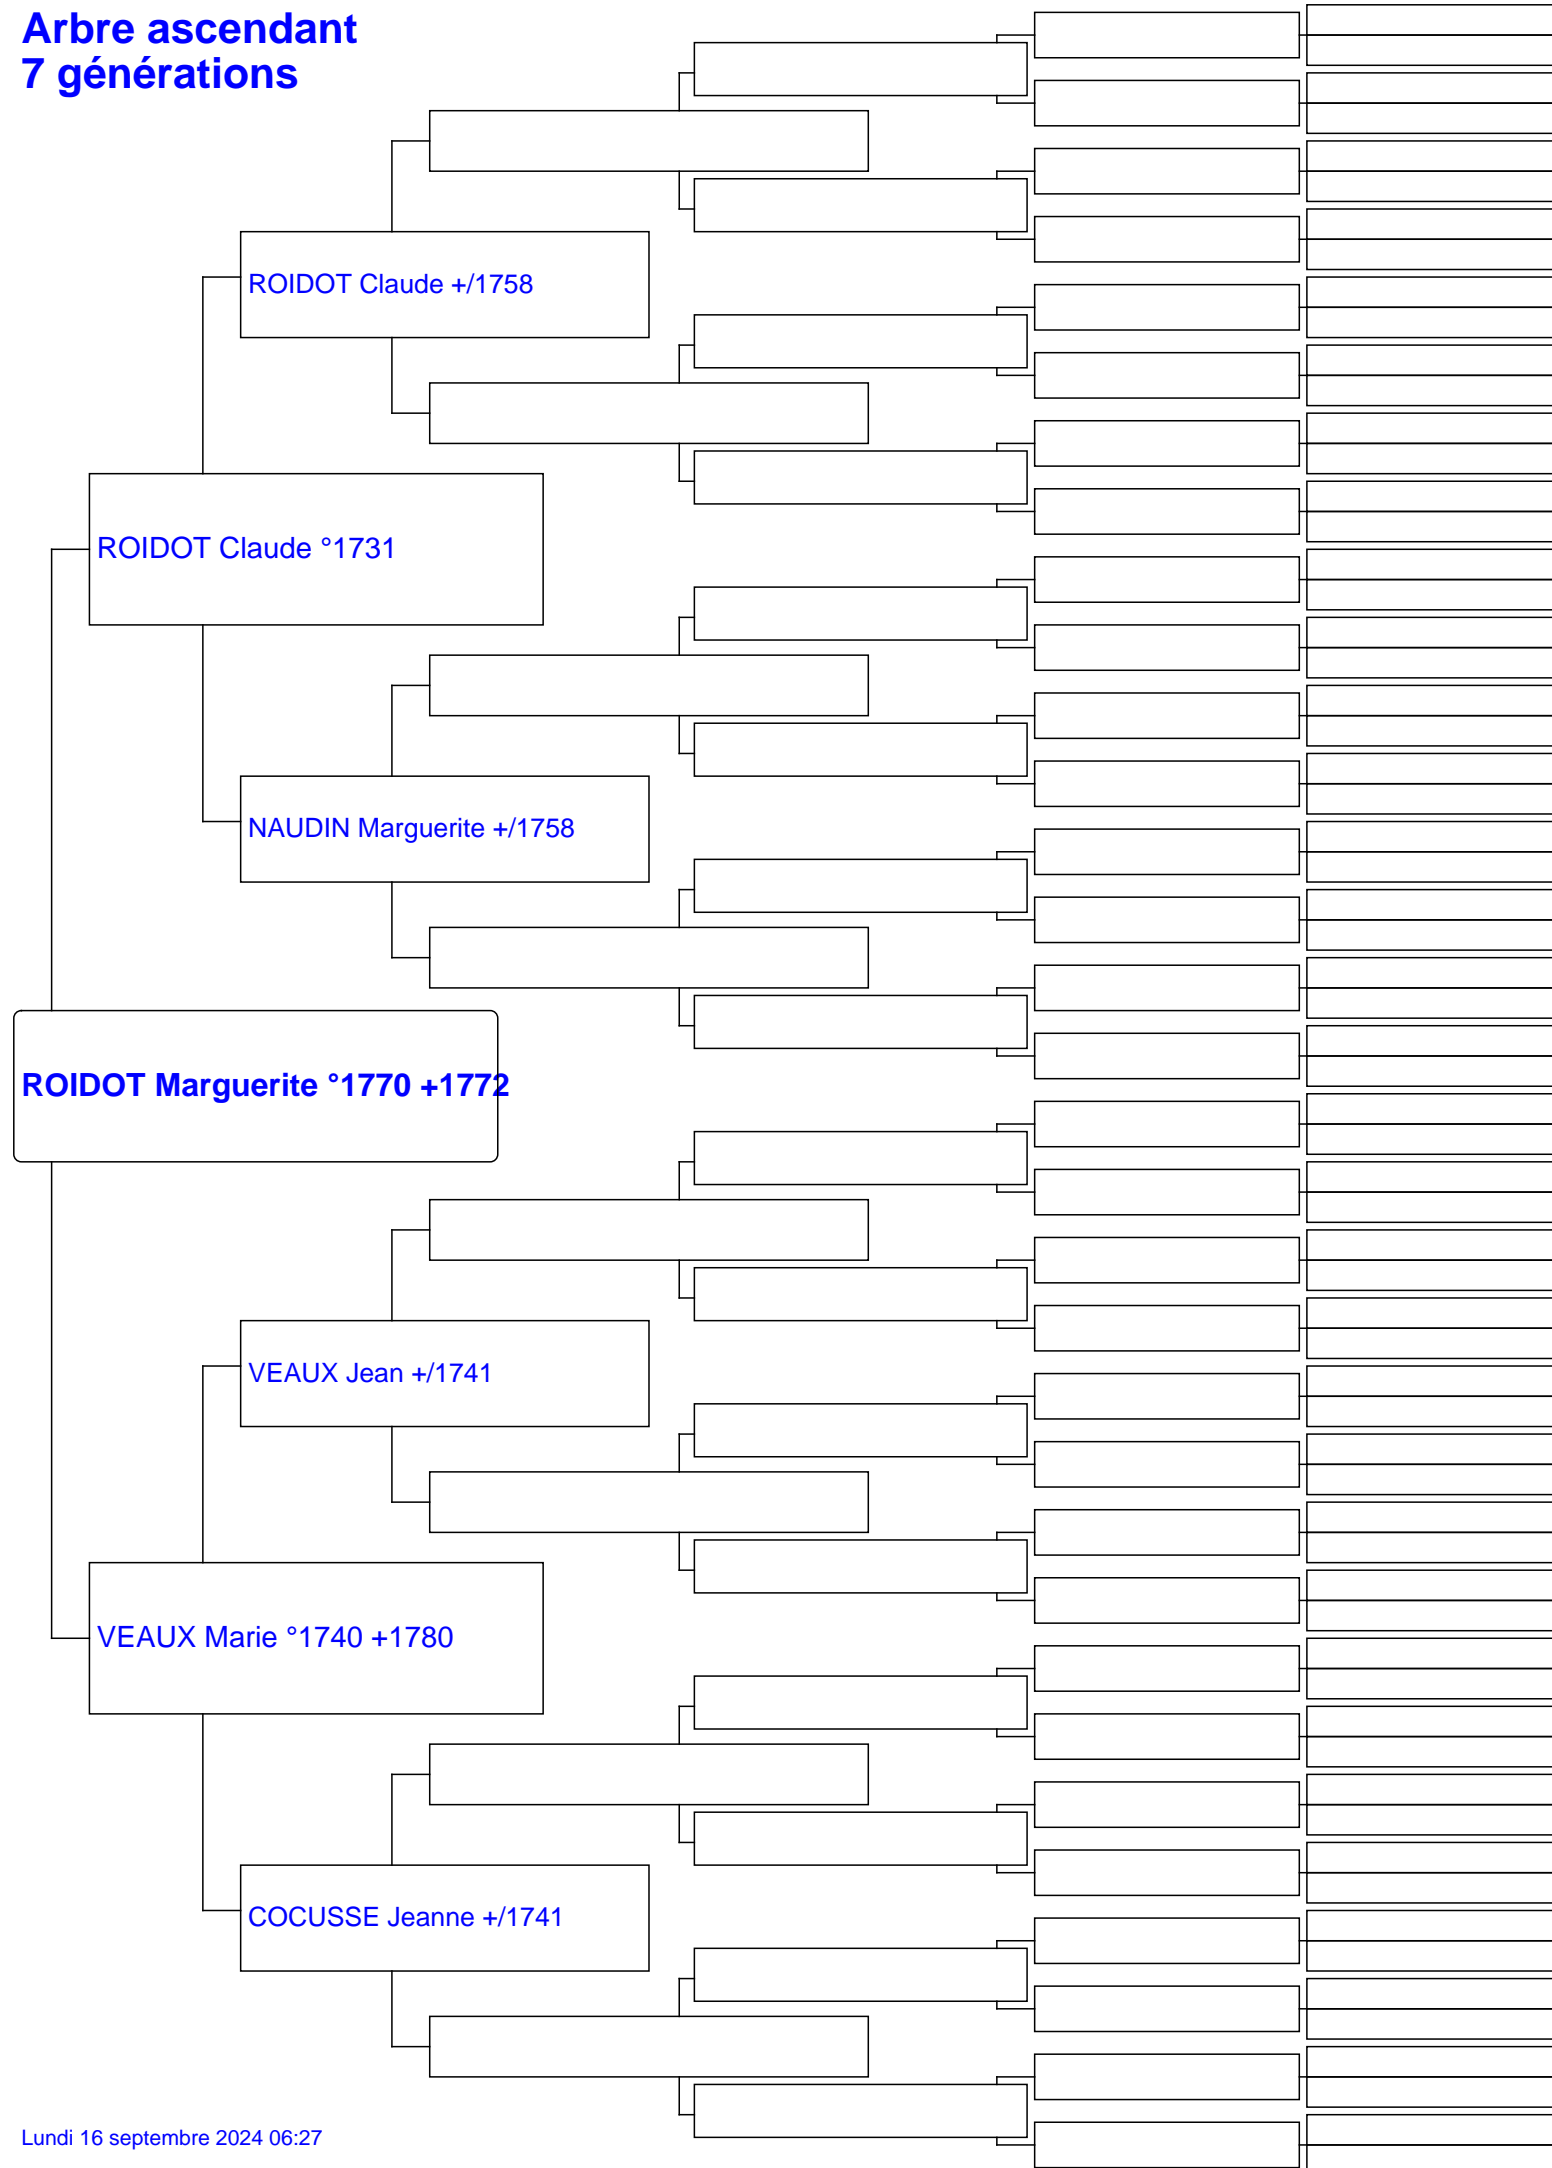 Arbre ascendant
7 générations
ROIDOT Claude +/1758
ROIDOT Claude °1731
NAUDIN Marguerite +/1758
ROIDOT Marguerite °1770 +1772
VEAUX Jean +/1741
VEAUX Marie °1740 +1780
COCUSSE Jeanne +/1741
Lundi 16 septembre 2024 06:27